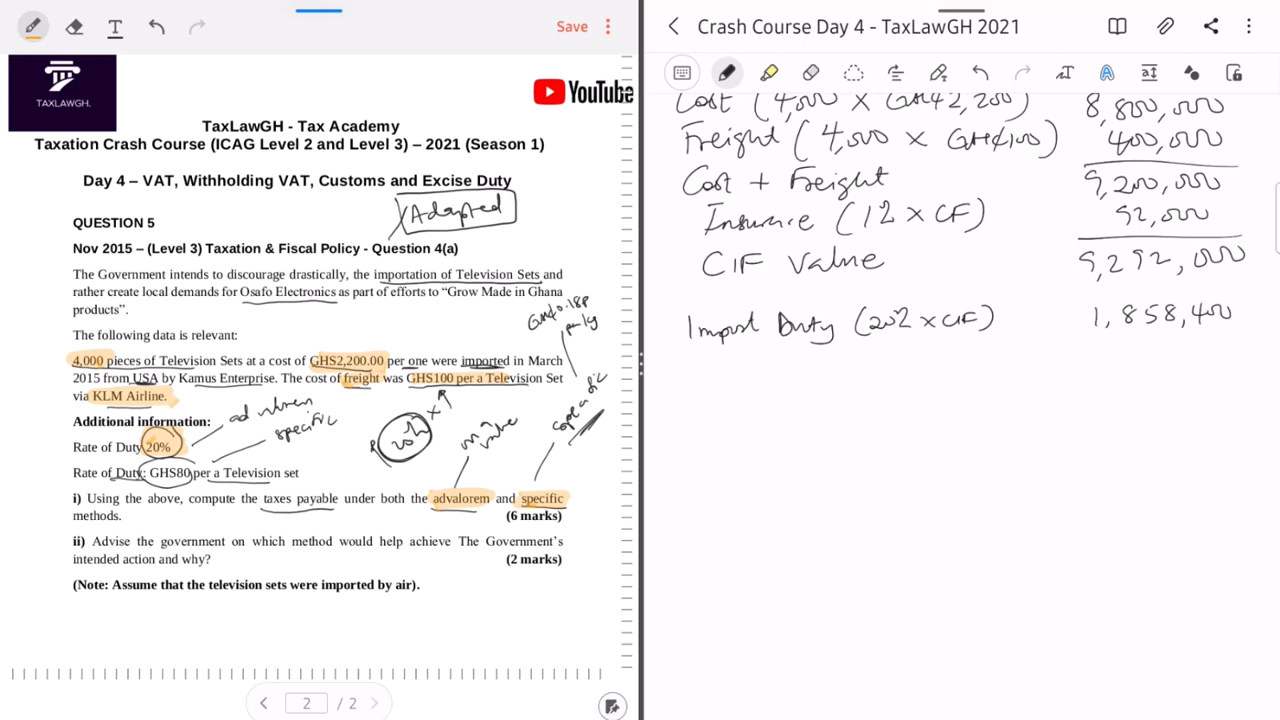 Save
TAXLAWGH.
YouTube
TaxLawGH - Tax Academy
Taxation Crash Course (ICAG Level 2 and Level 3) – 2021 (Season 1)
Day 4 – VAT, Withholding VAT, Customs and Excise Duty
Adapted
QUESTION 5
Nov 2015 – (Level 3) Taxation & Fiscal Policy - Question 4(a)
The Government intends to discourage drastically, the importation of Television Sets and
rather create local demands for Osafo Electronics as part of efforts to “Grow Made in Ghana
products”.
The following data is relevant:
4,000 pieces of Television Sets at a cost of GHS2,200.00 per one were imported in March
2015 from USA by Kamus Enterprise. The cost of freight was GHS100 per a Television Set
via KLM Airline.
Additional information:
ad valorem
specific
20%
Rate of Duty 20%
Rate of Duty: GHS80 per a Television set
i) Using the above, compute the taxes payable under both the advalorem and specific
methods.
(6 marks)
ii) Advise the government on which method would help achieve The Government’s
intended action and why?
(2 marks)
(Note: Assume that the television sets were imported by air).
2 / 2
Crash Course Day 4 - TaxLawGH 2021
Cost (4,000 x GH¢2,200) 8,800,000
Freight (4,000 x GH¢100) 400,000
Cost + Freight 9,200,000
Insurance (1% x CF) 92,000
CIF Value 9,292,000
Import Duty (20% x CIF) 1,858,400